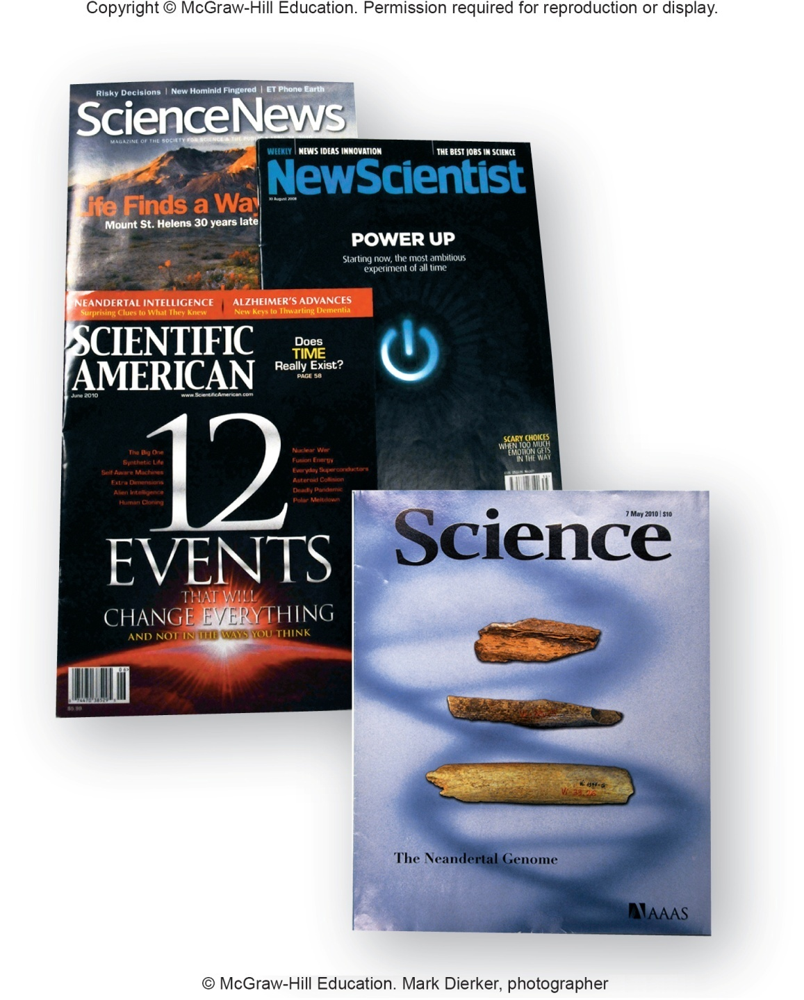 Copyright © McGraw-Hill Education. Permission required for reproduction or display.
Risky Decisions | New Hominid Fingered | ET Phone Earth
ScienceNews
MAGAZINE OF THE SOCIETY FOR SCIENCE & THE PUBLIC
Life Finds a Way
Mount St. Helens 30 years late
WEEKLY | NEWS IDEAS INNOVATION | THE BEST JOBS IN SCIENCE
NewScientist
30 August 2008
POWER UP
Starting now, the most ambitious
experiment of all time
SCARY CHOICES
WHEN TOO MUCH
EMOTION GETS
IN THE WAY
NEANDERTAL INTELLIGENCE | ALZHEIMER'S ADVANCES
Surprising Clues to What They Knew
New Keys to Thwarting Dementia
SCIENTIFIC
AMERICAN
June 2010
www.ScientificAmerican.com
Does
TIME
Really Exist?
PAGE 58
12
The Big One
Synthetic Life
Self Aware Machines
Extra Dimensions
Alien Intelligence
Human Cloning
Nuclear War
Fusion Energy
Everyday Superconductors
Asteroid Collision
Deadly Pandemic
Polar Meltdown
EVENTS
THAT WILL
CHANGE EVERYTHING
AND NOT IN THE WAYS YOU THINK
06>
$5.99
7 May 2010 | $10
Science
The Neandertal Genome
AAAS
© McGraw-Hill Education. Mark Dierker, photographer